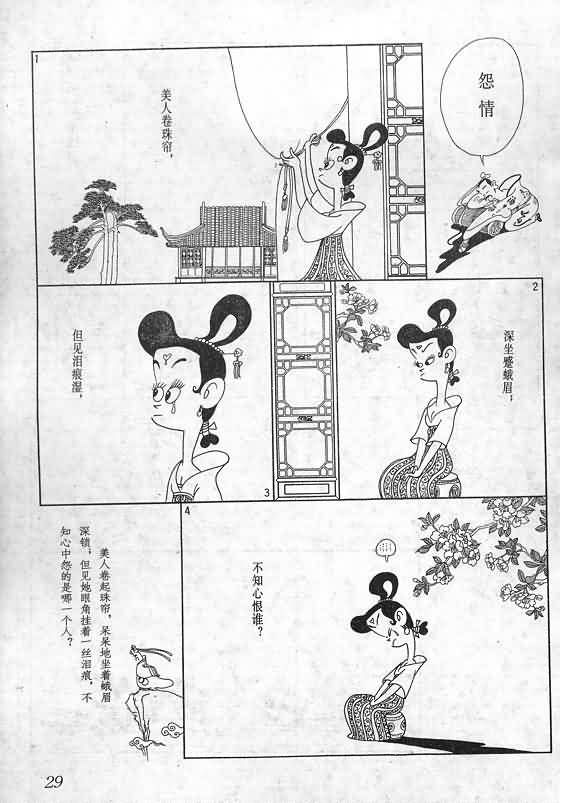 怨情
1
美人卷珠帘，
2
深坐蹙蛾眉；
3
但见泪痕湿，
4
不知心恨谁？
美人卷起珠帘，呆呆地坐着蛾眉
深锁；但见她眼角挂着一丝泪痕，不
知心中怨的是哪一个人？
29